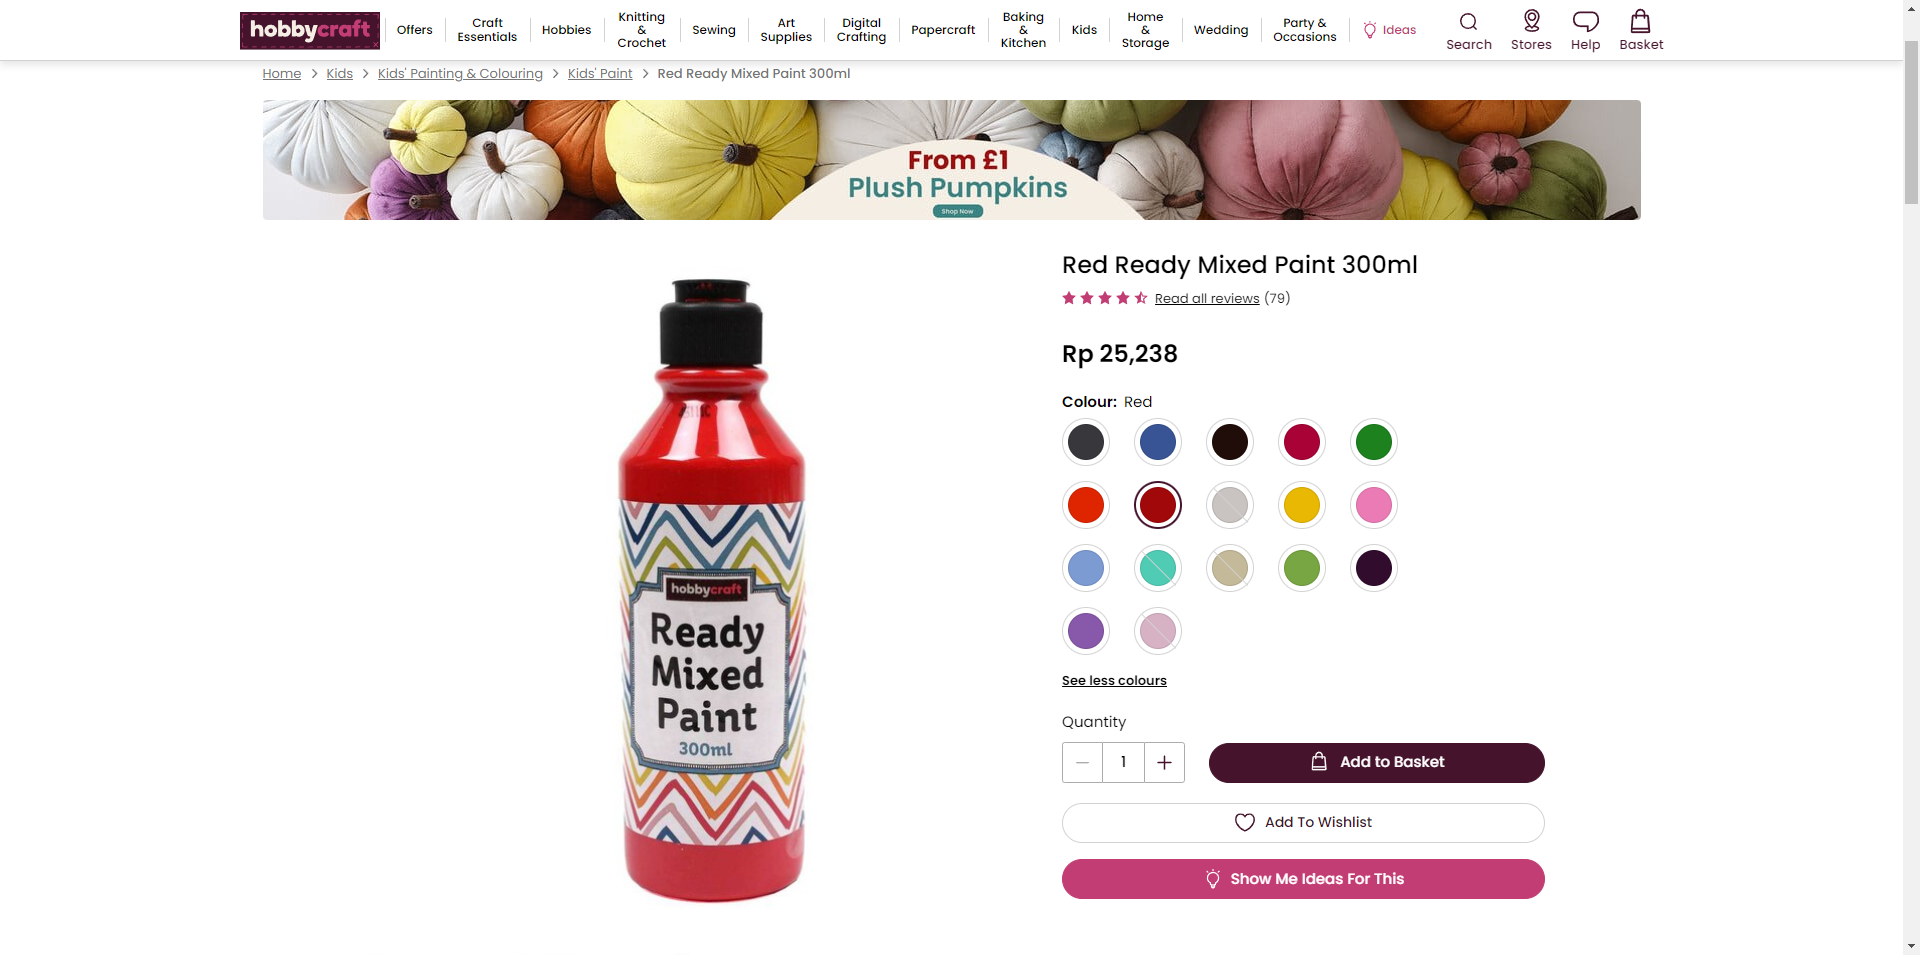 hobbycraft
Offers
Craft
Essentials
Hobbies
Knitting
&
Crochet
Sewing
Art
Supplies
Digital
Crafting
Papercraft
Baking
&
Kitchen
Kids
Home
&
Storage
Wedding
Party &
Occasions
Ideas
Search
Stores
Help
Basket
Home > Kids > Kids' Painting & Colouring > Kids' Paint > Red Ready Mixed Paint 300ml
From £1
Plush Pumpkins
Shop Now
hobbycraft
Ready
Mixed
Paint
300ml
Red Ready Mixed Paint 300ml
Read all reviews (79)
Rp 25,238
Colour: Red
See less colours
Quantity
1
Add to Basket
Add To Wishlist
Show Me Ideas For This